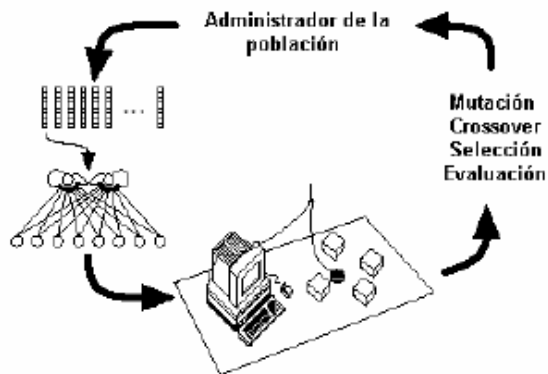 Administrador de la
población
...
Mutación
Crossover
Selección
Evaluación